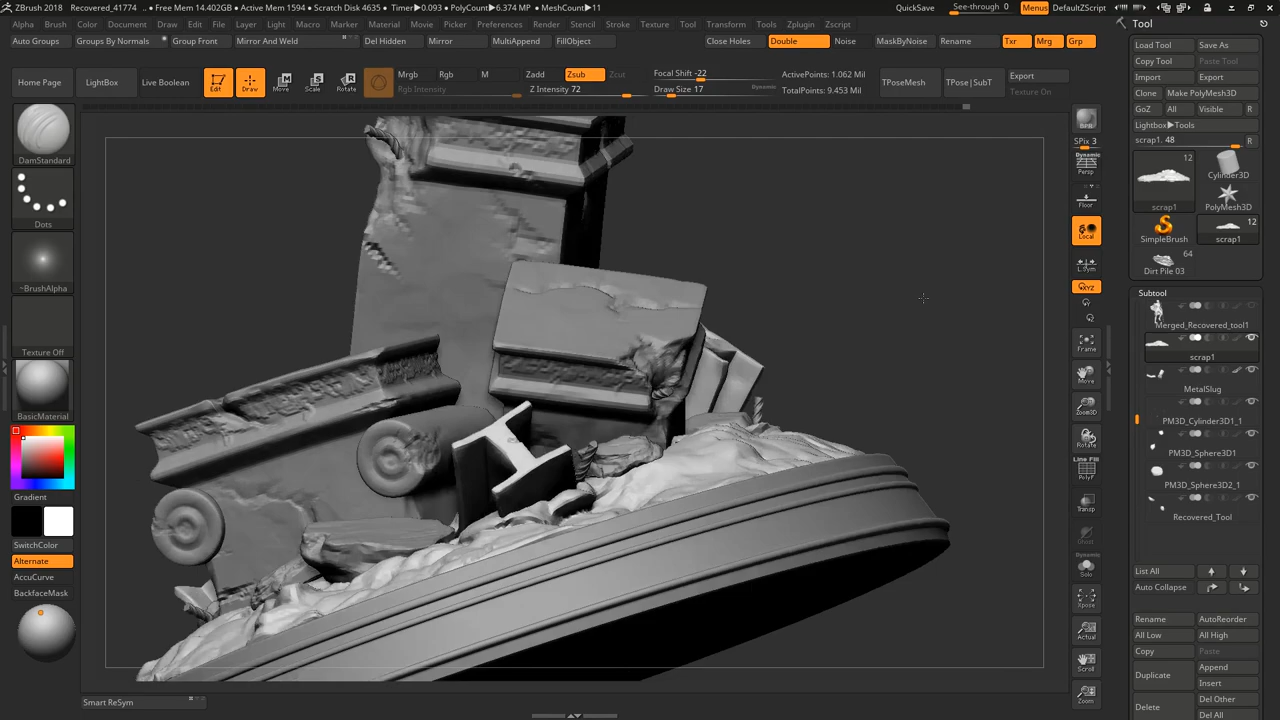 ZBrush 2018 - Recovered_41774 .. • Free Mem 14.402GB • Active Mem 1594 • Scratch Disk 4635 • Timer▶0.093 • PolyCount▶6.374 MP • MeshCount▶11
QuickSave
See-through 0
Menus
DefaultZScript
Alpha Brush Color Document Draw Edit File Layer Light Macro Marker Material Movie Picker Preferences Render Stencil Stroke Texture Tool Transform Tools Zplugin Zscript
Tool
Auto Groups
Groups By Normals
Group Front
Mirror And Weld
Del Hidden
Mirror
MultiAppend
FillObject
Close Holes
Double
Noise
MaskByNoise
Rename
Txr
Mrg
Grp
Home Page
LightBox
Live Boolean
Edit
Draw
Move
Scale
Rotate
Mrgb
Rgb
M
Rgb Intensity
Zadd
Zsub
Zcut
Z Intensity 72
Focal Shift -22
Draw Size 17
Dynamic
ActivePoints: 1.062 Mil
TotalPoints: 9.453 Mil
TPoseMesh
TPose|SubT
Export
Texture On
DamStandard
Dots
~BrushAlpha
Texture Off
BasicMaterial
Gradient
SwitchColor
Alternate
AccuCurve
BackfaceMask
Smart ReSym
BPR
SPix 3
Dynamic
Persp
Floor
Local
L.Sym
XYZ
Frame
Move
Zoom3D
Rotate
Line Fill
PolyF
Transp
Ghost
Dynamic
Solo
Xpose
Actual
Scroll
Zoom
Load Tool
Save As
Copy Tool
Paste Tool
Import
Export
Clone
Make PolyMesh3D
GoZ
All
Visible
R
Lightbox▶Tools
scrap1. 48
R
12
scrap1
Cylinder3D
PolyMesh3D
SimpleBrush
12
scrap1
64
Dirt Pile 03
Subtool
Merged_Recovered_tool1
scrap1
MetalSlug
PM3D_Cylinder3D1_1
PM3D_Sphere3D1
PM3D_Sphere3D2_1
Recovered_Tool
List All
Auto Collapse
Rename
AutoReorder
All Low
All High
Copy
Paste
Duplicate
Append
Insert
Delete
Del Other
Del All